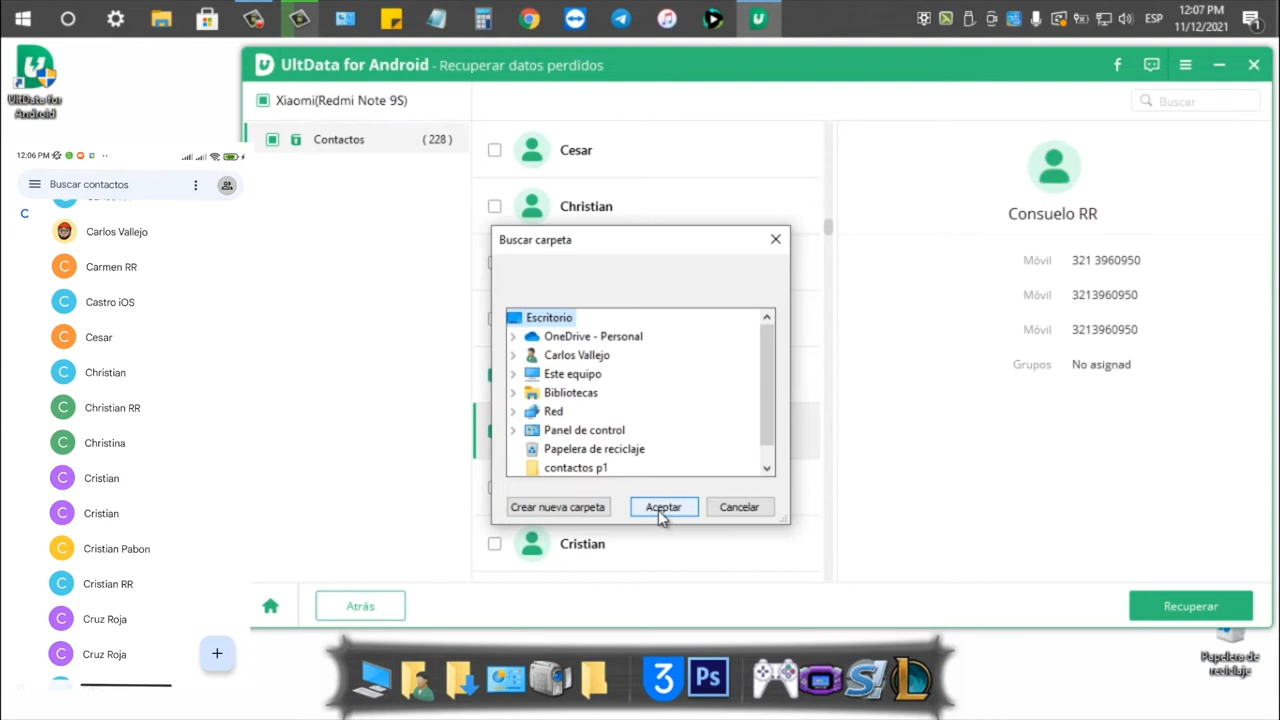 12:07 PM
ESP
11/12/2021
1
UltData for Android
UltData for Android - Recuperar datos perdidos
Xiaomi(Redmi Note 9S)
Buscar
Contactos
( 228 )
Cesar
Christian
Cristian
Consuelo RR
Móvil 321 3960950
Móvil 3213960950
Móvil 3213960950
Grupos No asignad
Buscar carpeta
Escritorio
OneDrive - Personal
Carlos Vallejo
Este equipo
Bibliotecas
Red
Panel de control
Papelera de reciclaje
contactos p1
Crear nueva carpeta
Aceptar
Cancelar
Atrás
Recuperar
12:06 PM
Buscar contactos
C
C Carlos Vallejo
C Carmen RR
C Castro iOS
C Cesar
C Christian
C Christian RR
C Christina
C Cristian
C Cristian
C Cristian Pabon
C Cristian RR
C Cruz Roja
C Cruz Roja
Papelera de reciclaje
3
Ps